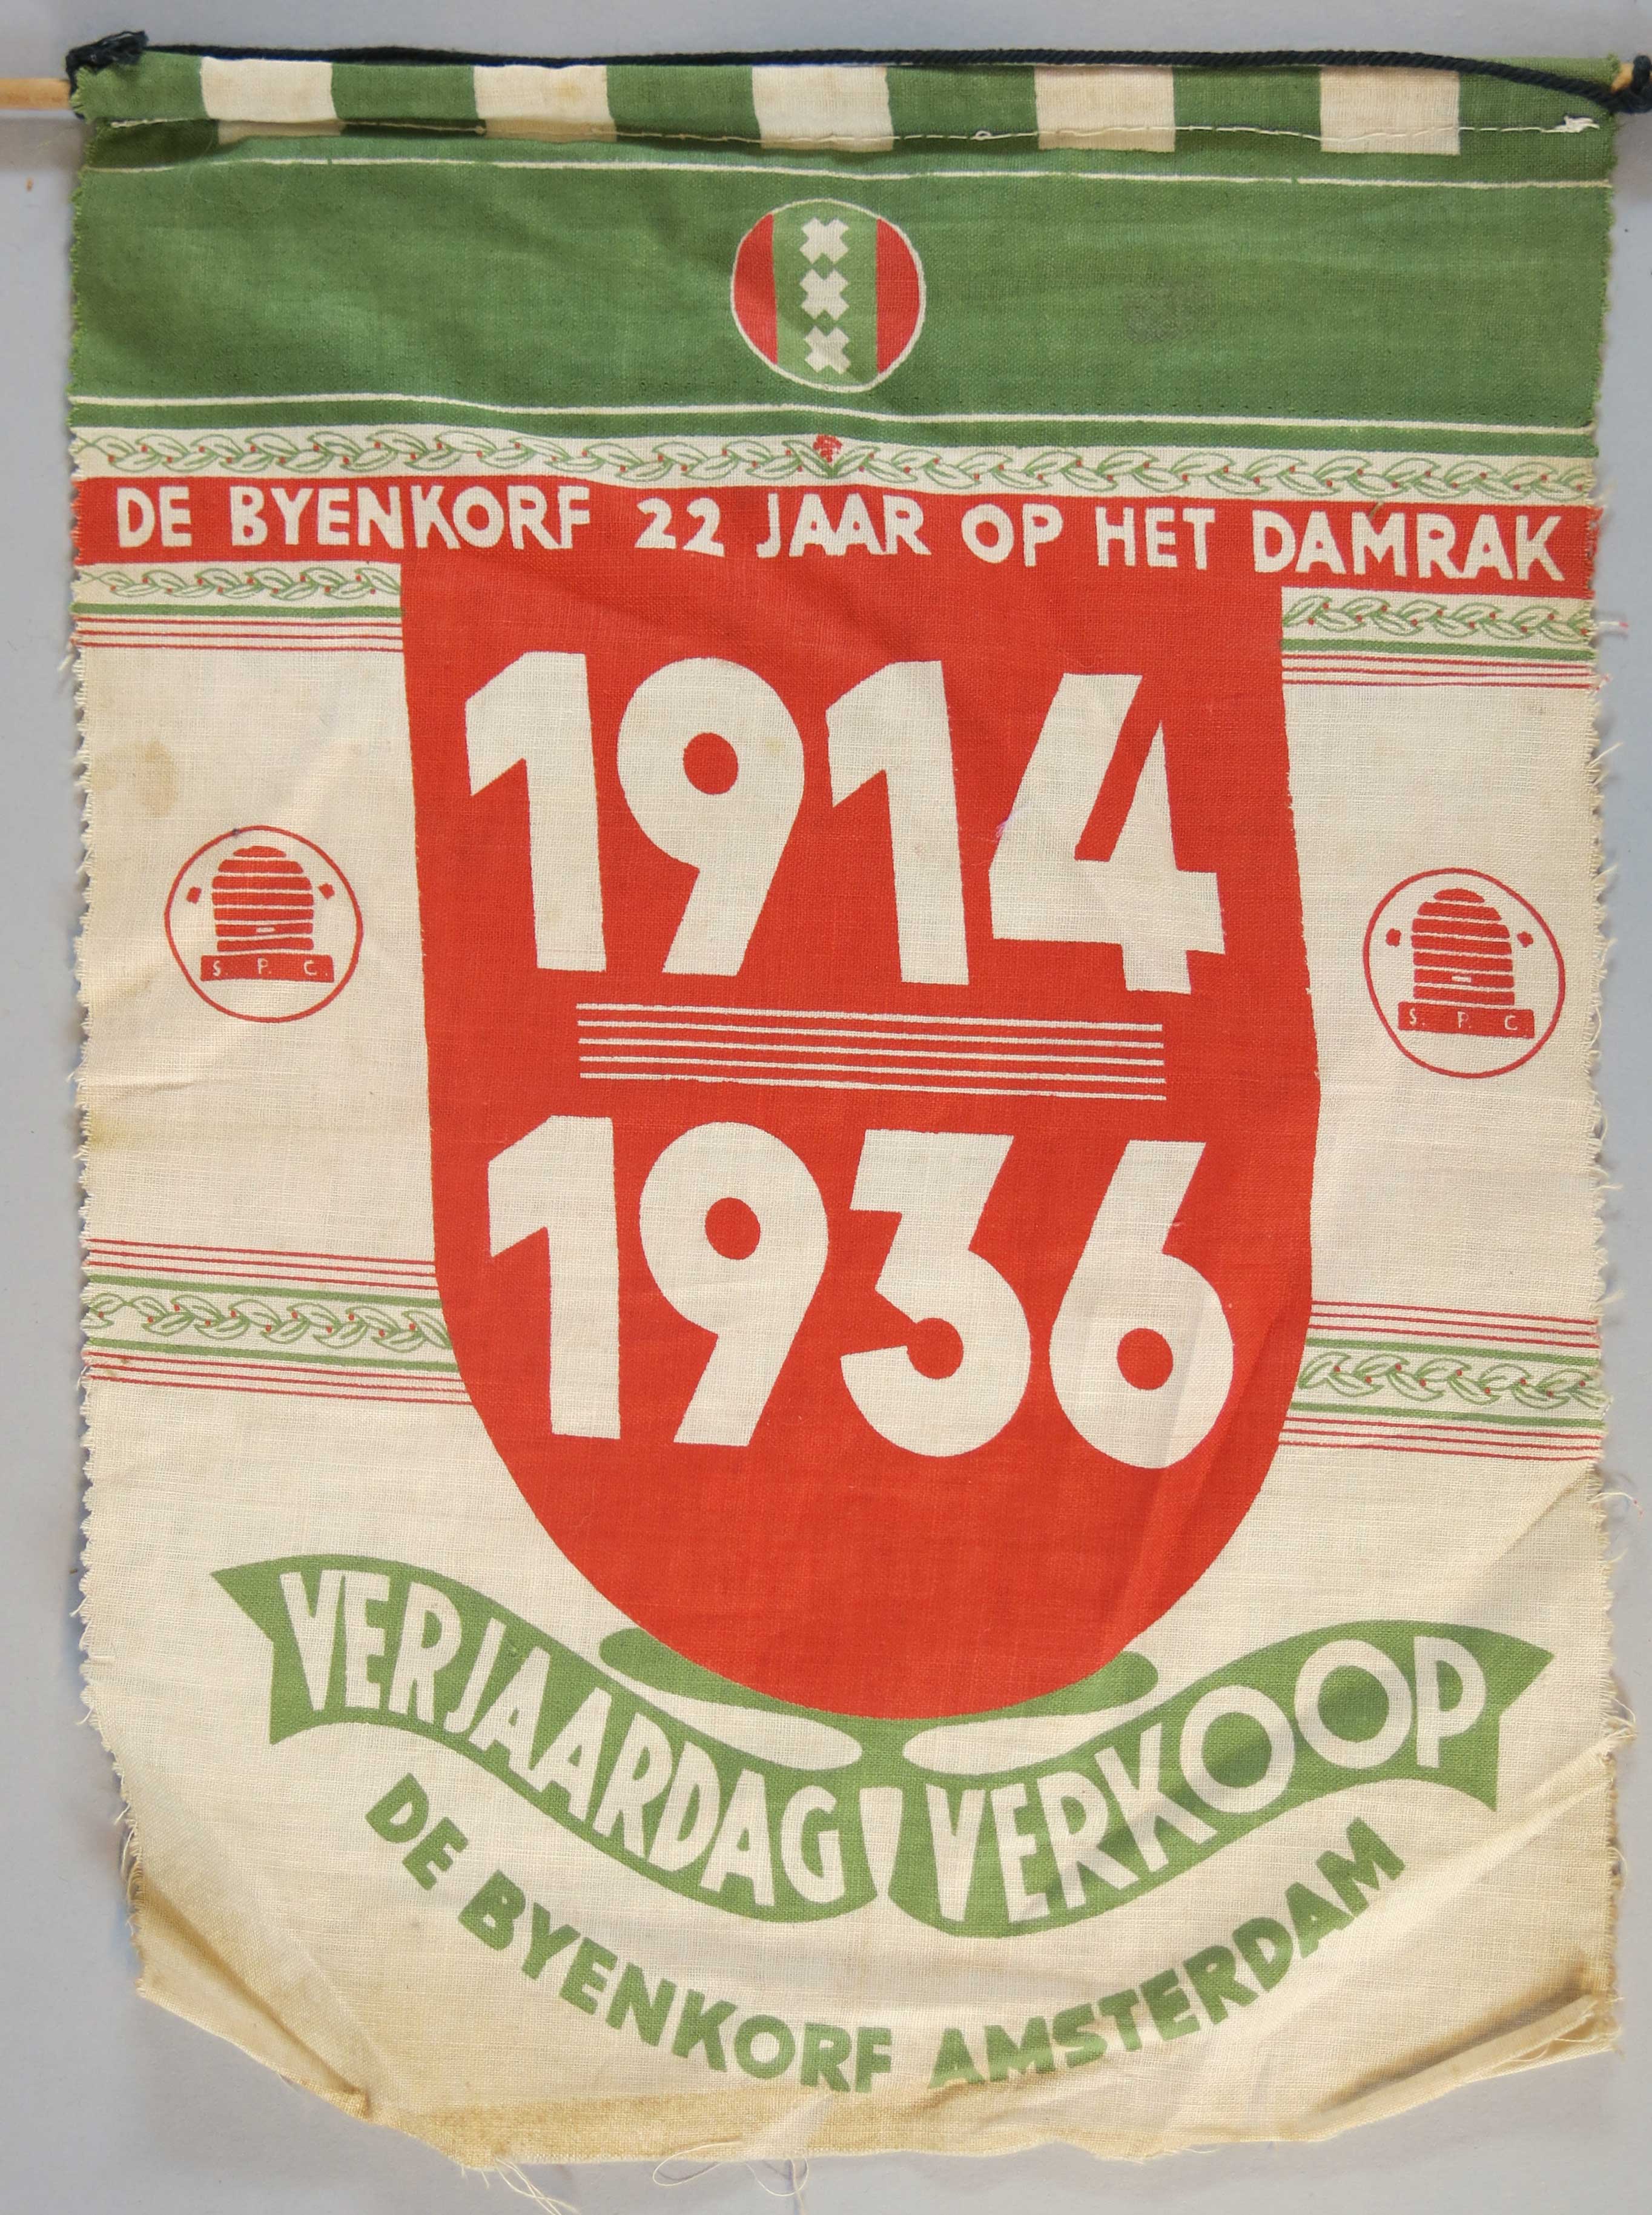 DE BYENKORF 22 JAAR OP HET DAMRAK
1914
S. P. C.
S. P. C
1936
VERJAARDAG VERKOOP
DE BYENKORF AMSTERDAM